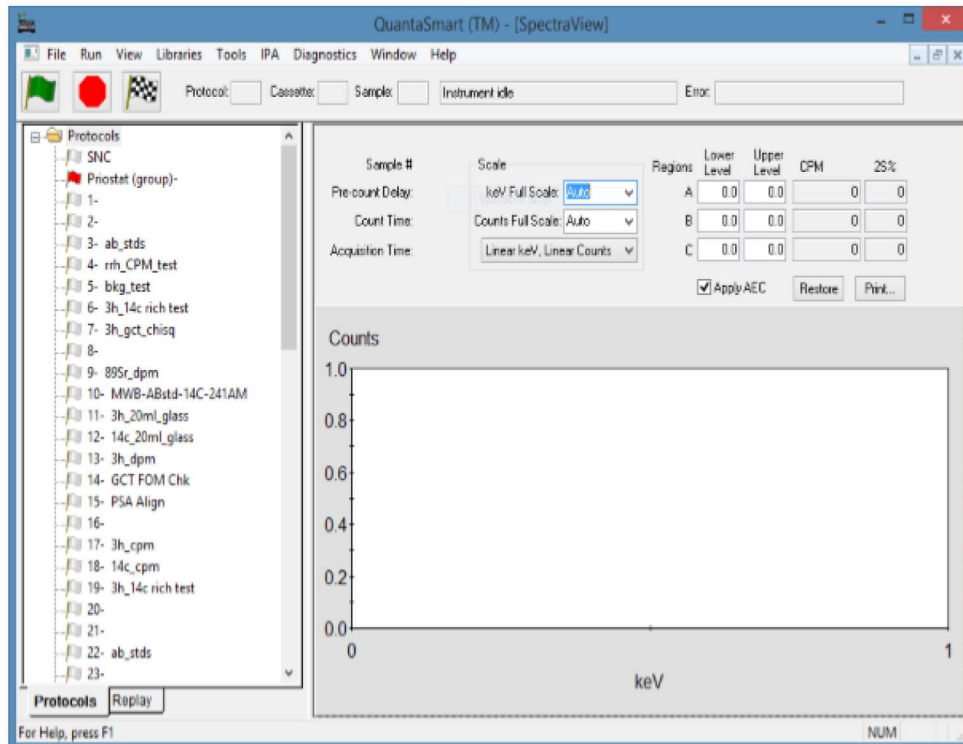 QuantaSmart (TM) - [SpectraView]
File Run View Libraries Tools IPA Diagnostics Window Help
Protocol: Cassette: Sample: Instrument idle Error:
Protocols
SNC
Priostat (group)-
1-
2-
3- ab_stds
4- rrh_CPM_test
5- bkg_test
6- 3h_14c rich test
7- 3h_gct_chisq
8-
9- 89Sr_dpm
10- MWB-ABstd-14C-241AM
11- 3h_20ml_glass
12- 14c_20ml_glass
13- 3h_dpm
14- GCT FOM Chk
15- PSA Align
16-
17- 3h_cpm
18- 14c_cpm
19- 3h_14c rich test
20-
21-
22- ab_stds
23-
Protocols Replay
Sample #
Pre-count Delay:
Count Time:
Acquisition Time:
Scale
keV Full Scale: Auto
Counts Full Scale: Auto
Linear keV, Linear Counts
Regions Lower Level Upper Level CPM 2S%
A 0.0 0.0 0 0
B 0.0 0.0 0 0
C 0.0 0.0 0 0
Apply AEC Restore Print...
Counts
1.0
0.8
0.6
0.4
0.2
0.0
0 1
keV
For Help, press F1 NUM